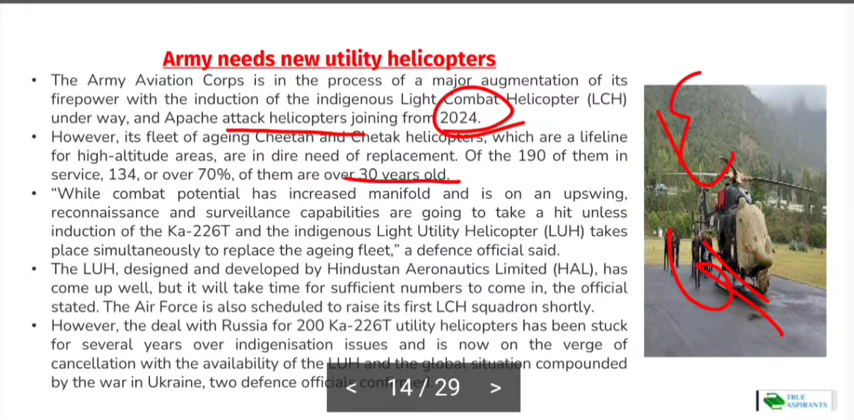 Army needs new utility helicopters
• The Army Aviation Corps is in the process of a major augmentation of its
firepower with the induction of the indigenous Light Combat Helicopter (LCH)
under way, and Apache attack helicopters joining from 2024.
• However, its fleet of ageing Cheetah and Chetak helicopters, which are a lifeline
for high-altitude areas, are in dire need of replacement. Of the 190 of them in
service, 134, or over 70%, of them are over 30 years old.
• “While combat potential has increased manifold and is on an upswing,
reconnaissance and surveillance capabilities are going to take a hit unless
induction of the Ka-226T and the indigenous Light Utility Helicopter (LUH) takes
place simultaneously to replace the ageing fleet,” a defence official said.
• The LUH, designed and developed by Hindustan Aeronautics Limited (HAL), has
come up well, but it will take time for sufficient numbers to come in, the official
stated. The Air Force is also scheduled to raise its first LCH squadron shortly.
• However, the deal with Russia for 200 Ka-226T utility helicopters has been stuck
for several years over indigenisation issues and is now on the verge of
cancellation with the availability of the LUH and the global situation compounded
by the war in Ukraine, two defence officials confirmed.
< 14 / 29 >
TRUE
ASPIRANTS